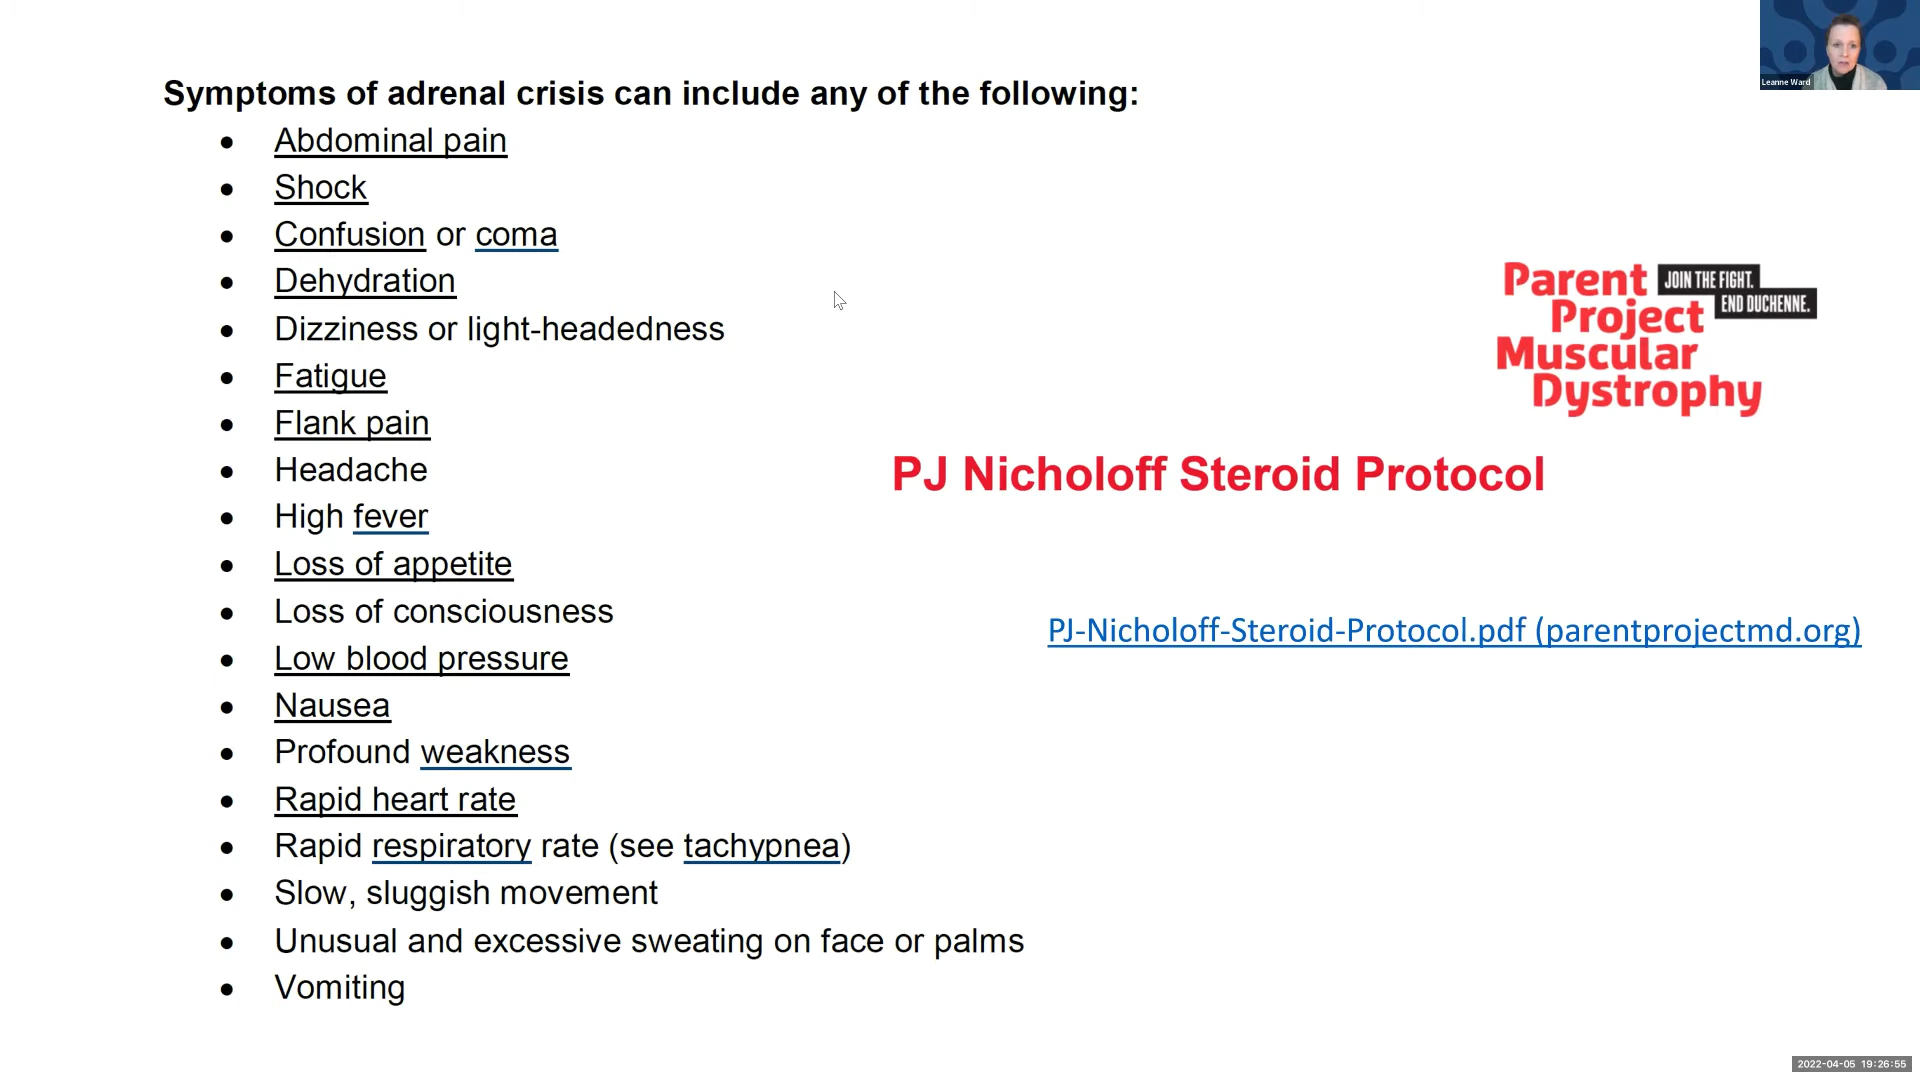 Leanne Ward
Symptoms of adrenal crisis can include any of the following:
• Abdominal pain
• Shock
• Confusion or coma
• Dehydration
• Dizziness or light-headedness
• Fatigue
• Flank pain
• Headache
• High fever
• Loss of appetite
• Loss of consciousness
• Low blood pressure
• Nausea
• Profound weakness
• Rapid heart rate
• Rapid respiratory rate (see tachypnea)
• Slow, sluggish movement
• Unusual and excessive sweating on face or palms
• Vomiting
Parent
Project
Muscular
Dystrophy
JOIN THE FIGHT.
END DUCHENNE.
PJ Nicholoff Steroid Protocol
PJ-Nicholoff-Steroid-Protocol.pdf (parentprojectmd.org)
2022-04-05 19:26:55